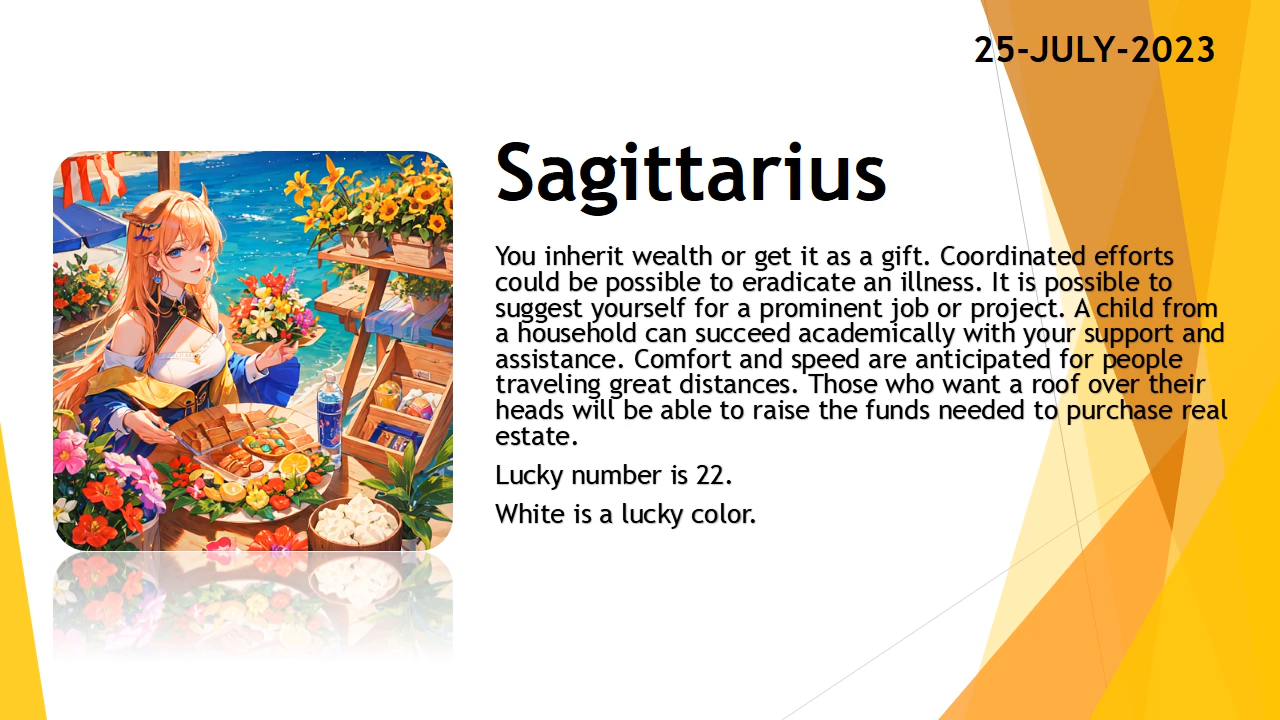 25-JULY-2023
Sagittarius
You inherit wealth or get it as a gift. Coordinated efforts
could be possible to eradicate an illness. It is possible to
suggest yourself for a prominent job or project. A child from
a household can succeed academically with your support and
assistance. Comfort and speed are anticipated for people
traveling great distances. Those who want a roof over their
heads will be able to raise the funds needed to purchase real
estate.
Lucky number is 22.
White is a lucky color.